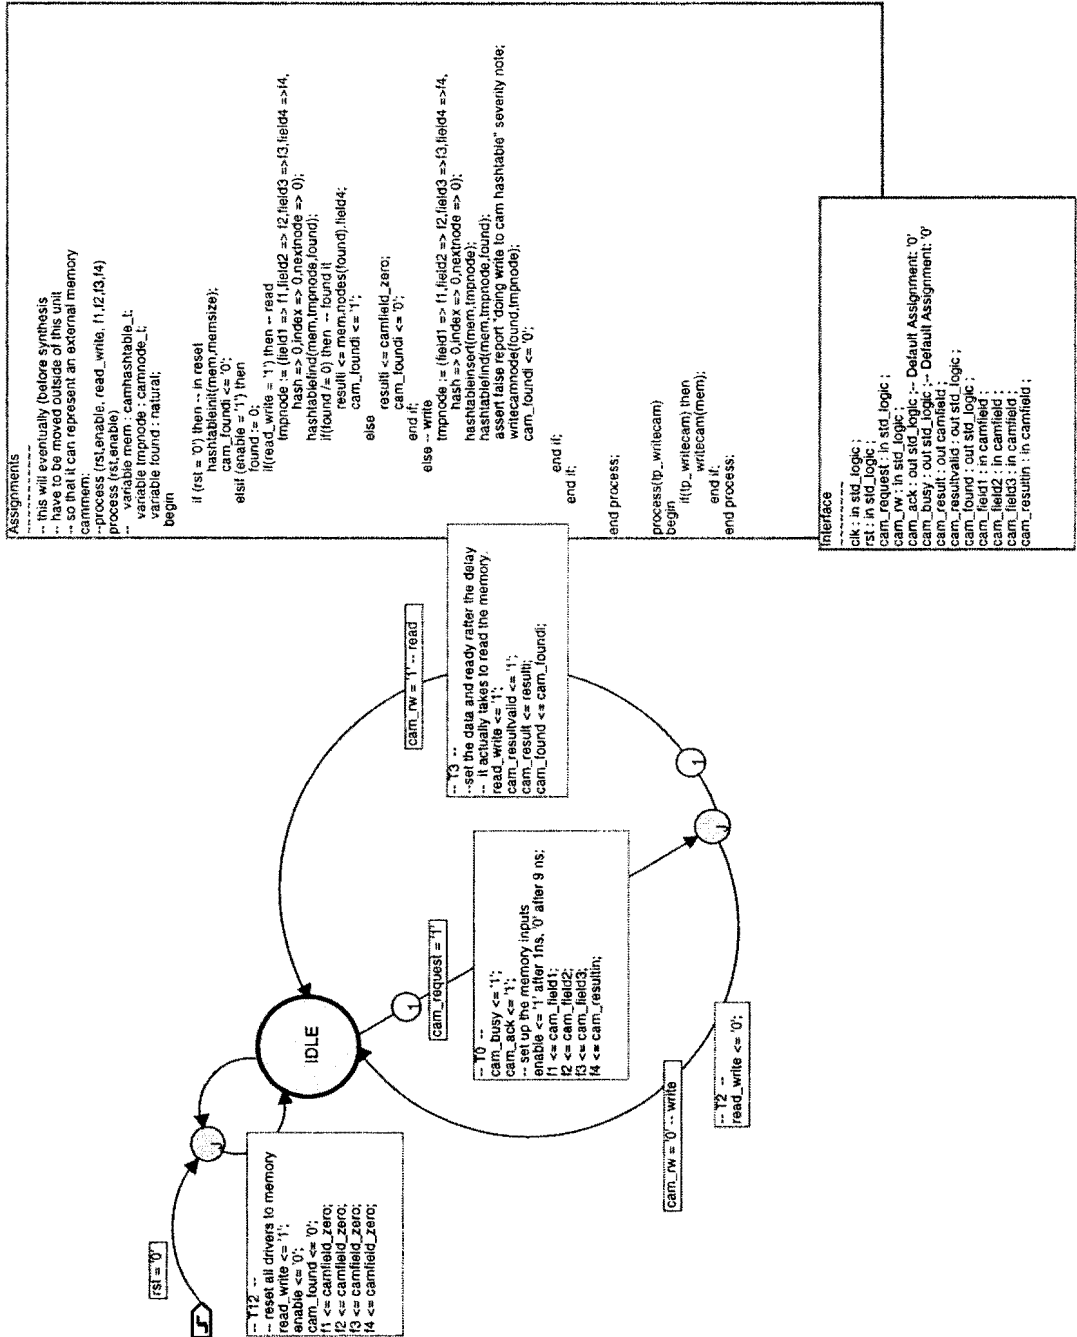 Assignments
~~~~~~~~~~~
-- this will eventually (before synthesis
-- have to be moved outside of this unit
-- so that it can represent an external memory
cammem:
--process (rst,enable, read_write, f1,f2,f3,f4)
process (rst,enable)
-- variable mem : camhashtable_t;
variable tmpnode : camnode_t;
variable found : natural;
begin
if (rst = '0') then -- in reset
hashtableinit(mem,memsize);
cam_foundi <= '0';
elsif (enable = '1') then
found := 0;
if(read_write = '1') then -- read
tmpnode := (field1 => f1,field2 => f2,field3 =>f3,field4 =>f4,
hash => 0,index => 0,nextnode => 0);
hashtablefind(mem,tmpnode,found);
if(found /= 0) then -- found it
resulti <= mem.nodes(found).field4;
cam_foundi <= '1';
else
resulti <= camfield_zero;
cam_foundi <= '0';
end if;
else -- write
tmpnode := (field1 => f1,field2 => f2,field3 =>f3,field4 =>f4,
hash => 0,index => 0,nextnode => 0);
hashtableinsert(mem,tmpnode);
hashtablefind(mem,tmpnode,found);
assert false report "doing write to cam hashtable" severity note;
writecamnode(found,tmpnode);
cam_foundi <= '0';
end if;
end if;
end process;
process(tp_writecam)
begin
if(tp_writecam) then
writecam(mem);
end if;
end process;
Interface
~~~~~~~~
clk : in std_logic ;
rst : in std_logic ;
cam_request : in std_logic ;
cam_rw : in std_logic ;
cam_ack : out std_logic ;-- Default Assignment: '0'
cam_busy : out std_logic ;-- Default Assignment: '0'
cam_result : out camfield ;
cam_resultvalid : out std_logic ;
cam_found : out std_logic ;
cam_field1 : in camfield ;
cam_field2 : in camfield ;
cam_field3 : in camfield ;
cam_resultin : in camfield ;
cam_rw = '1' -- read
-- T3 --
--set the data and ready rafter the delay
-- it actually takes to read the memory.
read_write <= '1';
cam_resultvalid <= '1';
cam_result <= resulti;
cam_found <= cam_foundi;
1
J
IDLE
1
cam_request = '1'
-- T0 --
cam_busy <= '1';
cam_ack <= '1';
-- set up the memory inputs
enable <= '1' after 1ns, '0' after 9 ns;
f1 <= cam_field1;
f2 <= cam_field2;
f3 <= cam_field3;
f4 <= cam_resultin;
cam_rw = '0' -- write
-- T2 --
read_write <= '0';
J
rst = '0'
-- T12 --
-- reset all drivers to memory
read_write <= '1';
enable <= '0';
cam_found <= '0';
f1 <= camfield_zero;
f2 <= camfield_zero;
f3 <= camfield_zero;
f4 <= camfield_zero;